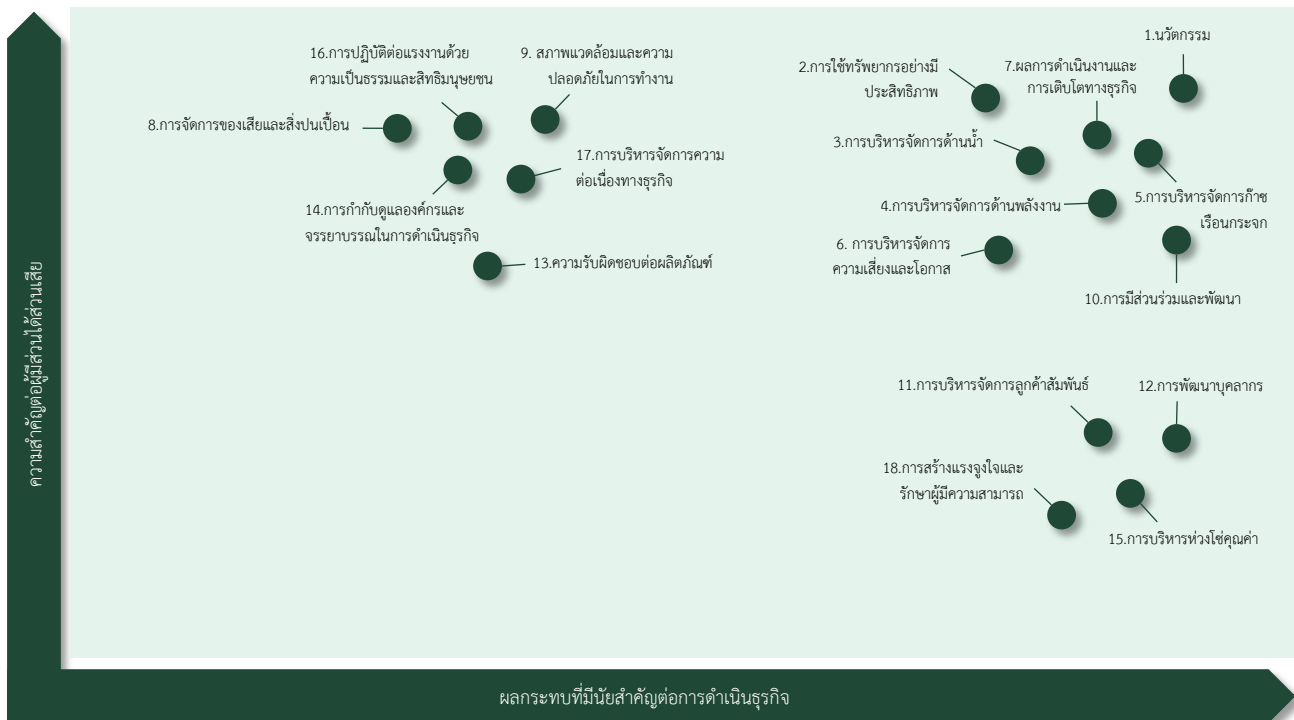 1.นวัตกรรม
16.การปฏิบัติต่อแรงงานด้วย
ความเป็นธรรมและสิทธิมนุษยชน
9. สภาพแวดล้อมและความ
ปลอดภัยในการทำงาน
2.การใช้ทรัพยากรอย่างมี
ประสิทธิภาพ
7.ผลการดำเนินงานและ
การเติบโตทางธุรกิจ
8.การจัดการของเสียและสิ่งปนเปื้อน
3.การบริหารจัดการด้านน้ำ
17.การบริหารจัดการความ
ต่อเนื่องทางธุรกิจ
14.การกำกับดูแลองค์กรและ
จรรยาบรรณในการดำเนินธุรกิจ
4.การบริหารจัดการด้านพลังงาน
5.การบริหารจัดการก๊าซ
เรือนกระจก
6. การบริหารจัดการ
ความเสี่ยงและโอกาส
13.ความรับผิดชอบต่อผลิตภัณฑ์
10.การมีส่วนร่วมและพัฒนา
11.การบริหารจัดการลูกค้าสัมพันธ์
12.การพัฒนาบุคลากร
18.การสร้างแรงจูงใจและ
รักษาผู้มีความสามารถ
15.การบริหารห่วงโซ่คุณค่า
ความสำคัญต่อผู้มีส่วนได้ส่วนเสีย
ผลกระทบที่มีนัยสำคัญต่อการดำเนินธุรกิจ